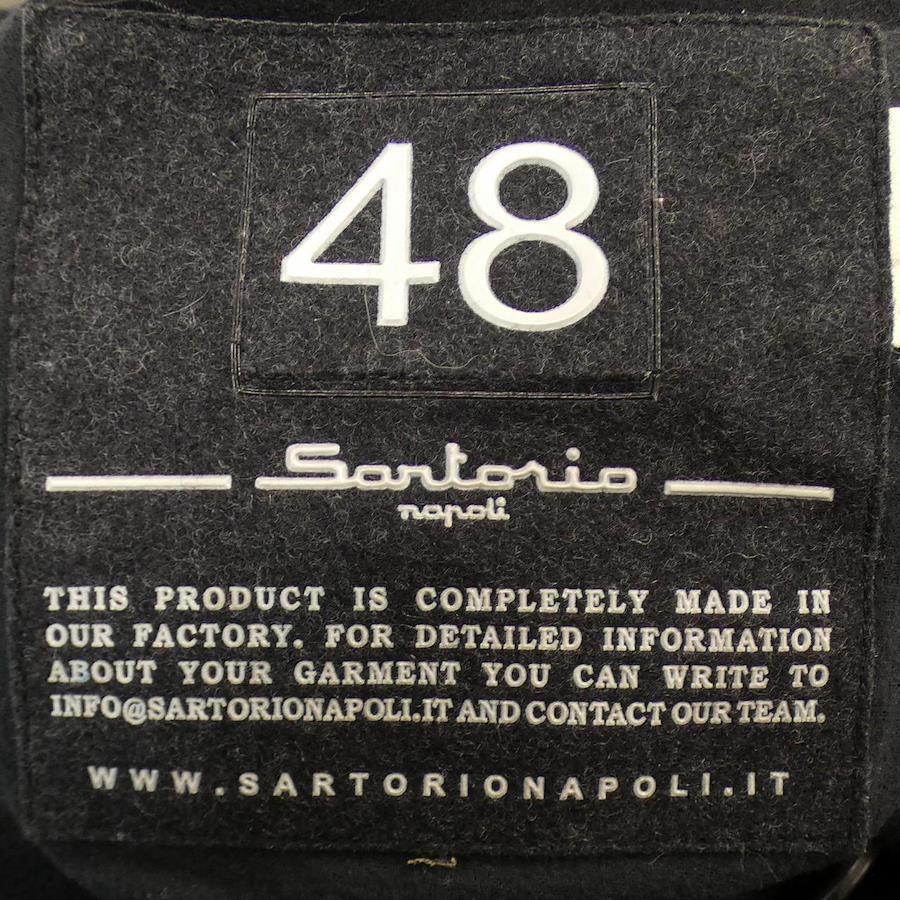 48
Sartorio
napoli
THIS PRODUCT IS COMPLETELY MADE IN
OUR FACTORY. FOR DETAILED INFORMATION
ABOUT YOUR GARMENT YOU CAN WRITE TO
INFO@SARTORIONAPOLI.IT AND CONTACT OUR TEAM.
WWW.SARTORIONAPOLI.IT